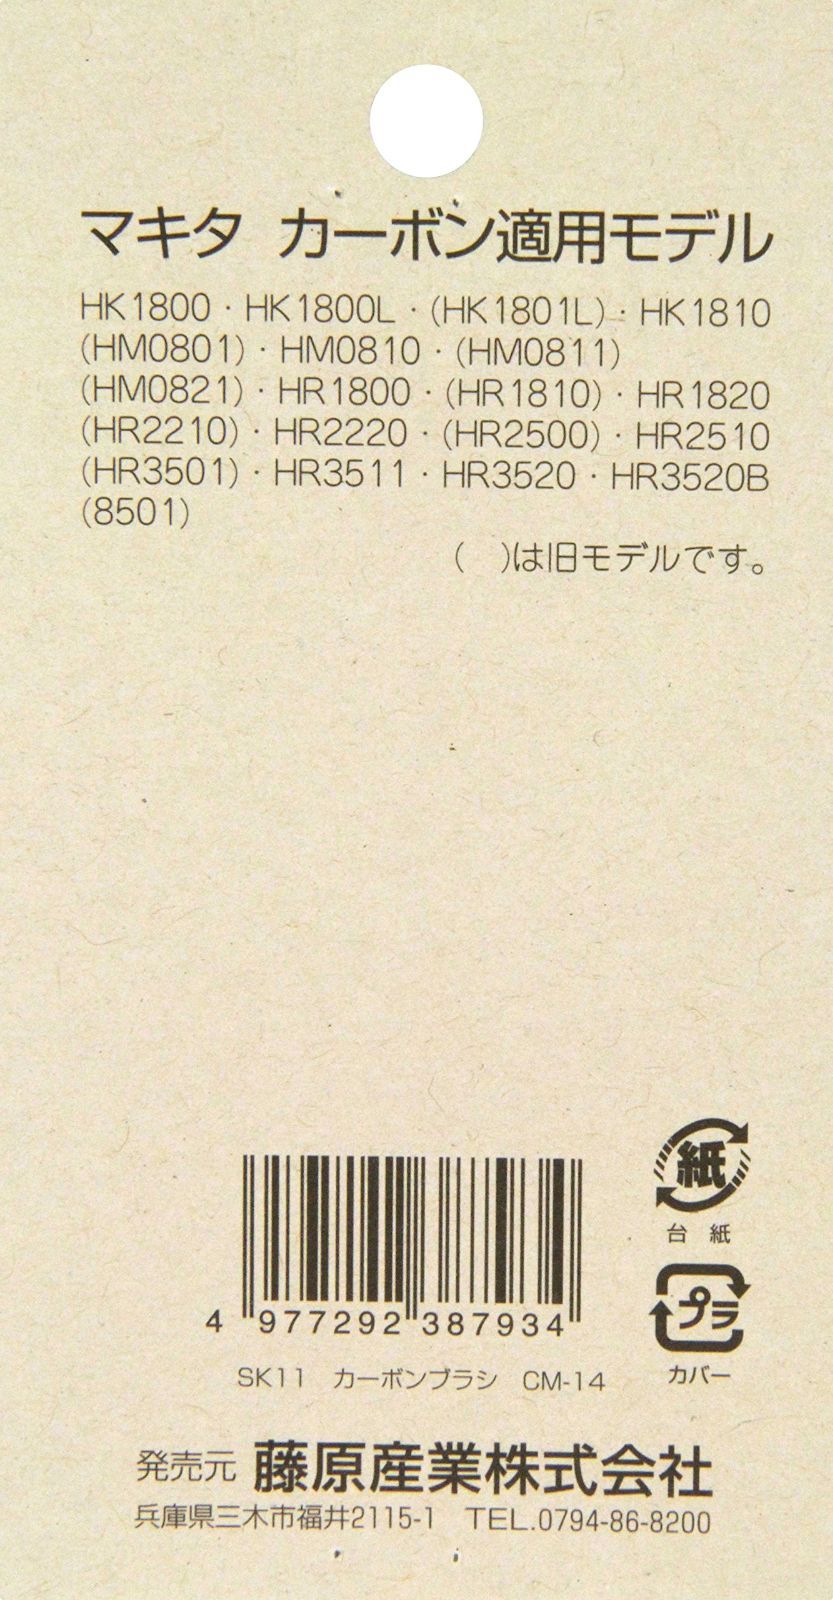 マキタ カーボン適用モデル
HK1800・HK1800L・(HK1801L)・HK1810
(HM0801)・HM0810・(HM0811)
(HM0821)・HR1800・(HR1810)・HR1820
(HR2210)・HR2220・(HR2500)・HR2510
(HR3501)・HR3511・HR3520・HR3520B
(8501)
( )は旧モデルです。
紙
台紙
プラ
カバー
4 977292 387934
SK11 カーボンブラシ CM-14
発売元 藤原産業株式会社
兵庫県三木市福井2115-1 TEL.0794-86-8200